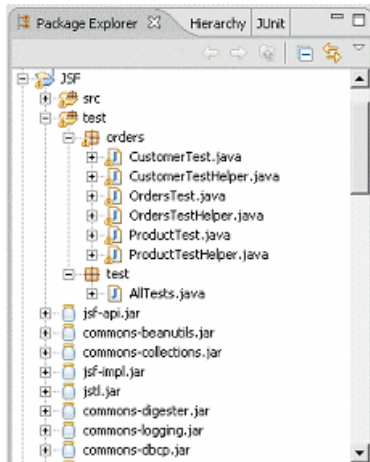 Package Explorer Hierarchy JUnit
JSF
src
test
orders
CustomerTest.java
CustomerTestHelper.java
OrdersTest.java
OrdersTestHelper.java
ProductTest.java
ProductTestHelper.java
test
AllTests.java
jsf-api.jar
commons-beanutils.jar
commons-collections.jar
jsf-impl.jar
jstl.jar
commons-digester.jar
commons-logging.jar
commons-dbcp.jar